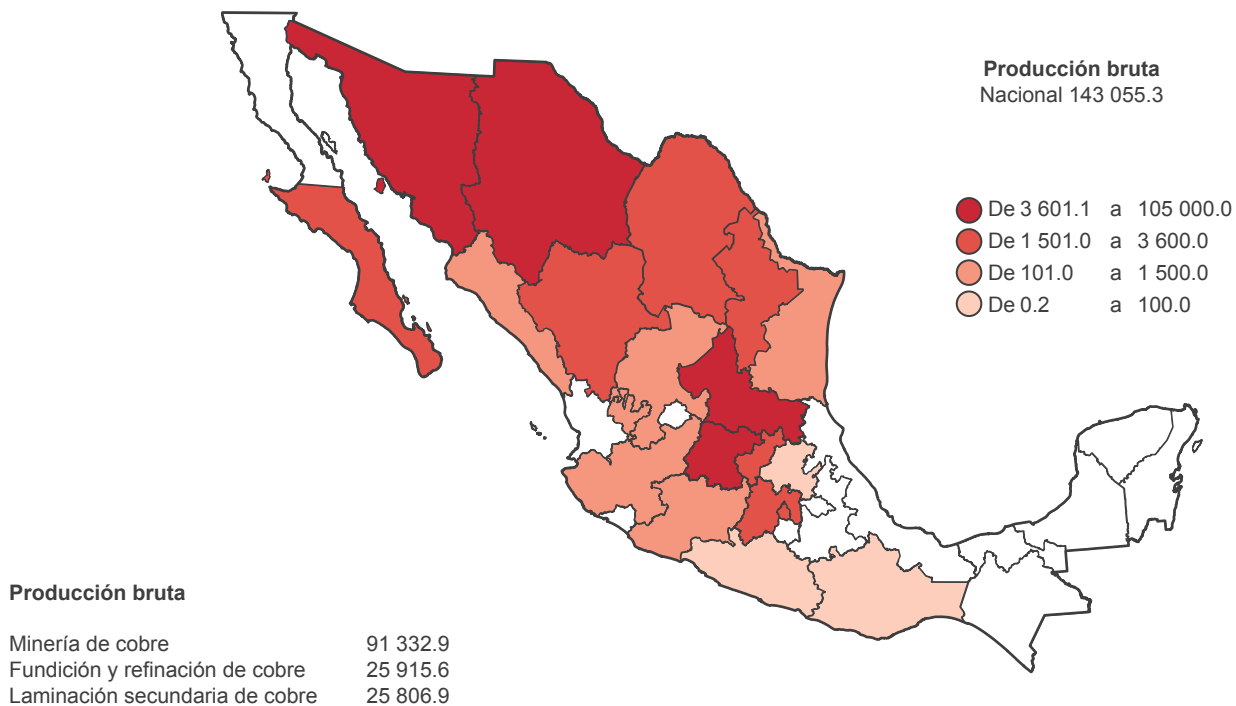 Producción bruta
Nacional 143 055.3
De 3 601.1 a 105 000.0
De 1 501.0 a 3 600.0
De 101.0 a 1 500.0
De 0.2 a 100.0
Producción bruta
Minería de cobre 91 332.9
Fundición y refinación de cobre 25 915.6
Laminación secundaria de cobre 25 806.9